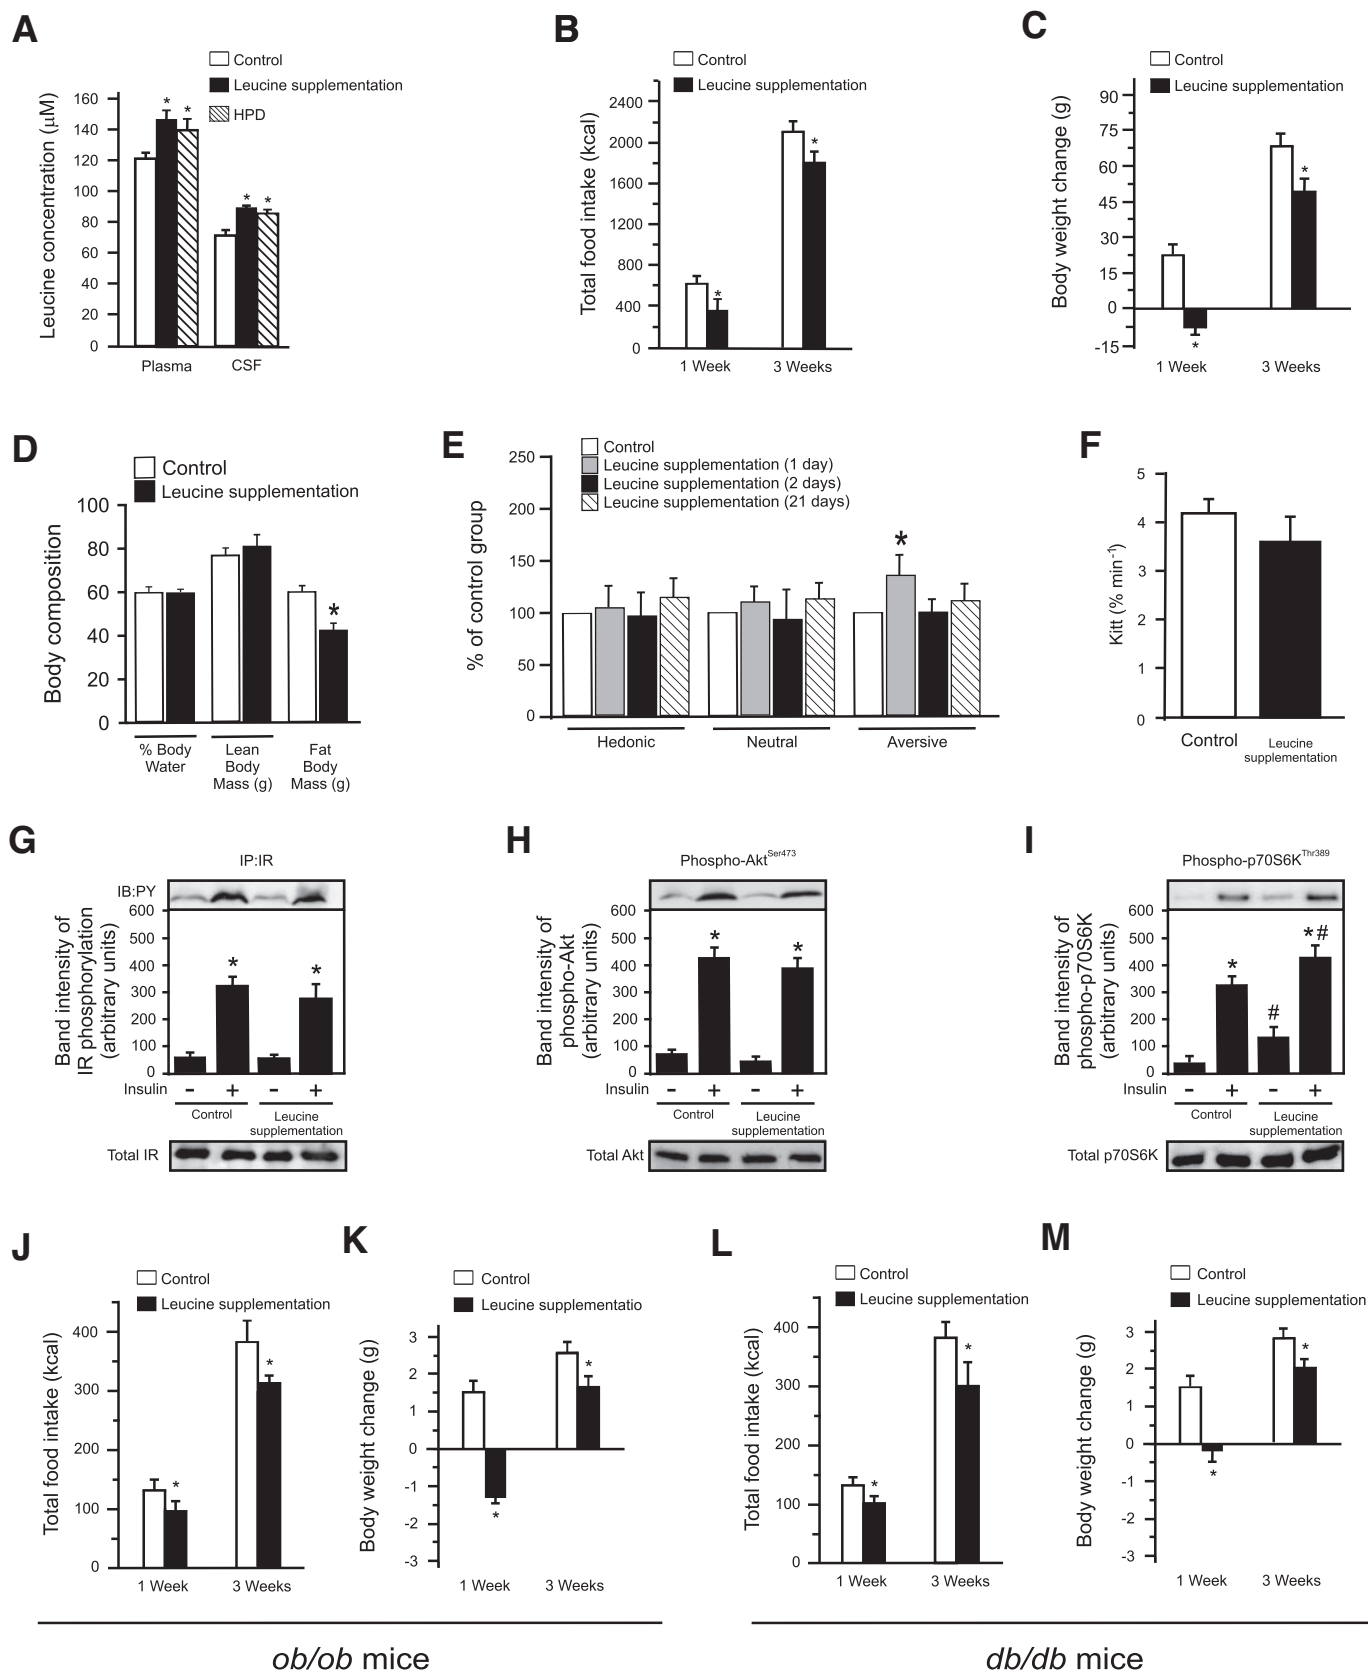 A
Control
Leucine supplementation
HPD
Leucine concentration (µM)
160
140
120
100
80
60
40
20
0
* * * *
Plasma CSF
B
Control
Leucine supplementation
Total food intake (kcal)
2400
2000
1600
1200
800
400
0
* *
1 Week 3 Weeks
C
Control
Leucine supplementation
Body weight change (g)
90
75
60
45
30
15
0
-15
* *
1 Week 3 Weeks
D
Control
Leucine supplementation
Body composition
100
80
60
40
20
0
*
% Body
Water
Lean
Body
Mass (g)
Fat
Body
Mass (g)
E
Control
Leucine supplementation (1 day)
Leucine supplementation (2 days)
Leucine supplementation (21 days)
% of control group
250
200
150
100
50
0
*
Hedonic Neutral Aversive
F
Kitt (% min-1)
5
4
3
2
1
0
Control
Leucine
supplementation
G
IP:IR
IB:PY
Band intensity of
IR phosphorylation
(arbitrary units)
600
500
400
300
200
100
0
* *
Insulin - + - +
Control
Leucine
supplementation
Total IR
H
Phospho-AktSer473
Band intensity of
phospho-Akt
(arbitrary units)
600
500
400
300
200
100
0
* *
Insulin - + - +
Control
Leucine
supplementation
Total Akt
I
Phospho-p70S6KThr389
Band intensity of
phospho-p70S6K
(arbitrary units)
600
500
400
300
200
100
0
* # *#
Insulin - + - +
Control
Leucine
supplementation
Total p70S6K
J
Control
Leucine supplementation
Total food intake (kcal)
400
300
200
100
0
* *
1 Week 3 Weeks
K
Control
Leucine supplementatio
Body weight change (g)
3
2
1
0
-1
-2
-3
* *
1 Week 3 Weeks
ob/ob mice
L
Control
Leucine supplementation
Total food intake (kcal)
400
300
200
100
0
* *
1 Week 3 Weeks
M
Control
Leucine supplementation
Body weight change (g)
3
2
1
0
-1
-2
-3
* *
1 Week 3 Weeks
db/db mice